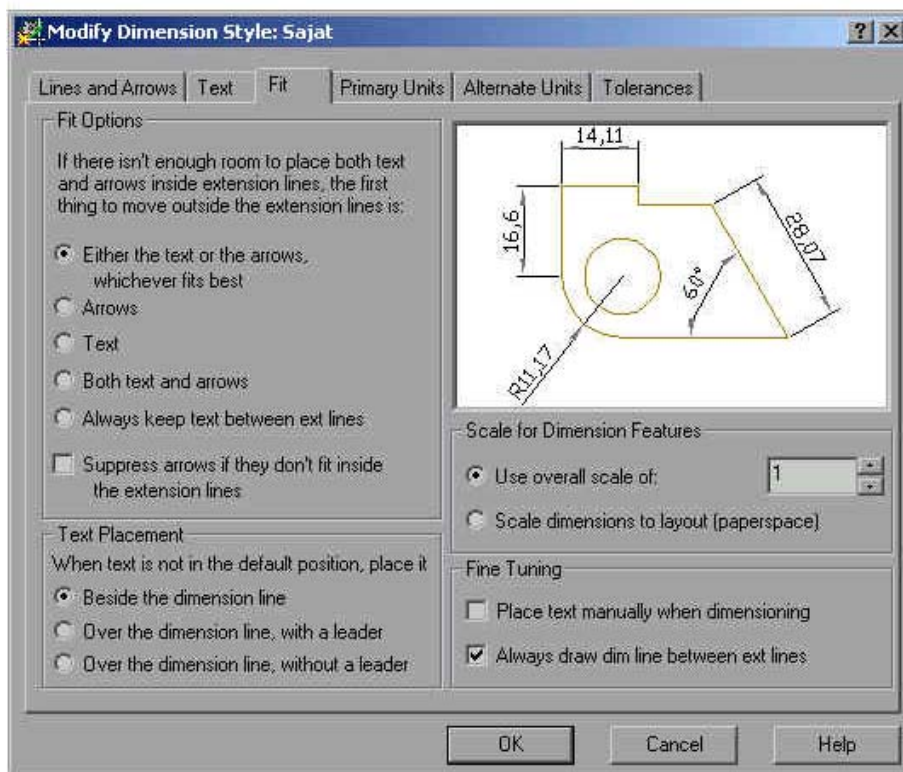 Modify Dimension Style: Sajat
Lines and Arrows Text Fit Primary Units Alternate Units Tolerances
Fit Options
If there isn't enough room to place both text
and arrows inside extension lines, the first
thing to move outside the extension lines is:
Either the text or the arrows,
whichever fits best
Arrows
Text
Both text and arrows
Always keep text between ext lines
Suppress arrows if they don't fit inside
the extension lines
Text Placement
When text is not in the default position, place it
Beside the dimension line
Over the dimension line, with a leader
Over the dimension line, without a leader
14,11
16,6
28,07
60°
R11,17
Scale for Dimension Features
Use overall scale of: 1
Scale dimensions to layout (paperspace)
Fine Tuning
Place text manually when dimensioning
Always draw dim line between ext lines
OK Cancel Help